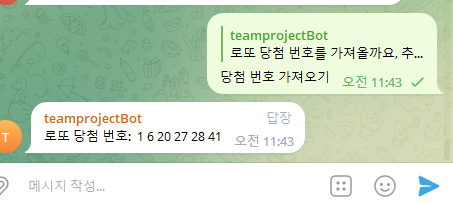 teamprojectBot
로또 당첨 번호를 가져올까요, 추...
당첨 번호 가져오기
오전 11:43
teamprojectBot
답장
로또 당첨 번호: 1 6 20 27 28 41
오전 11:43
T
메시지 작성...